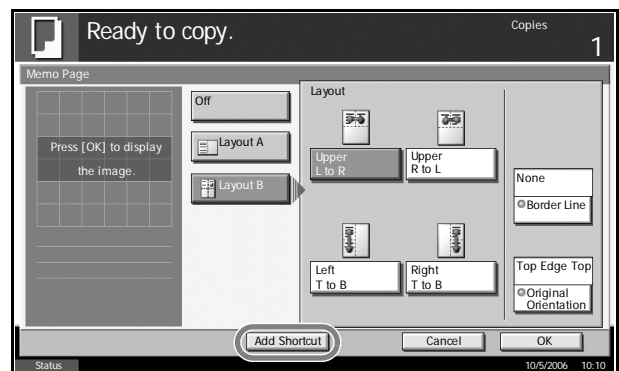 Ready to copy.
Copies
1
Memo Page
Press [OK] to display
the image.
Off
Layout A
Layout B
Layout
Upper
L to R
Upper
R to L
Left
T to B
Right
T to B
None
Border Line
Top Edge Top
Original
Orientation
Add Shortcut
Cancel
OK
Status
10/5/2006 10:10